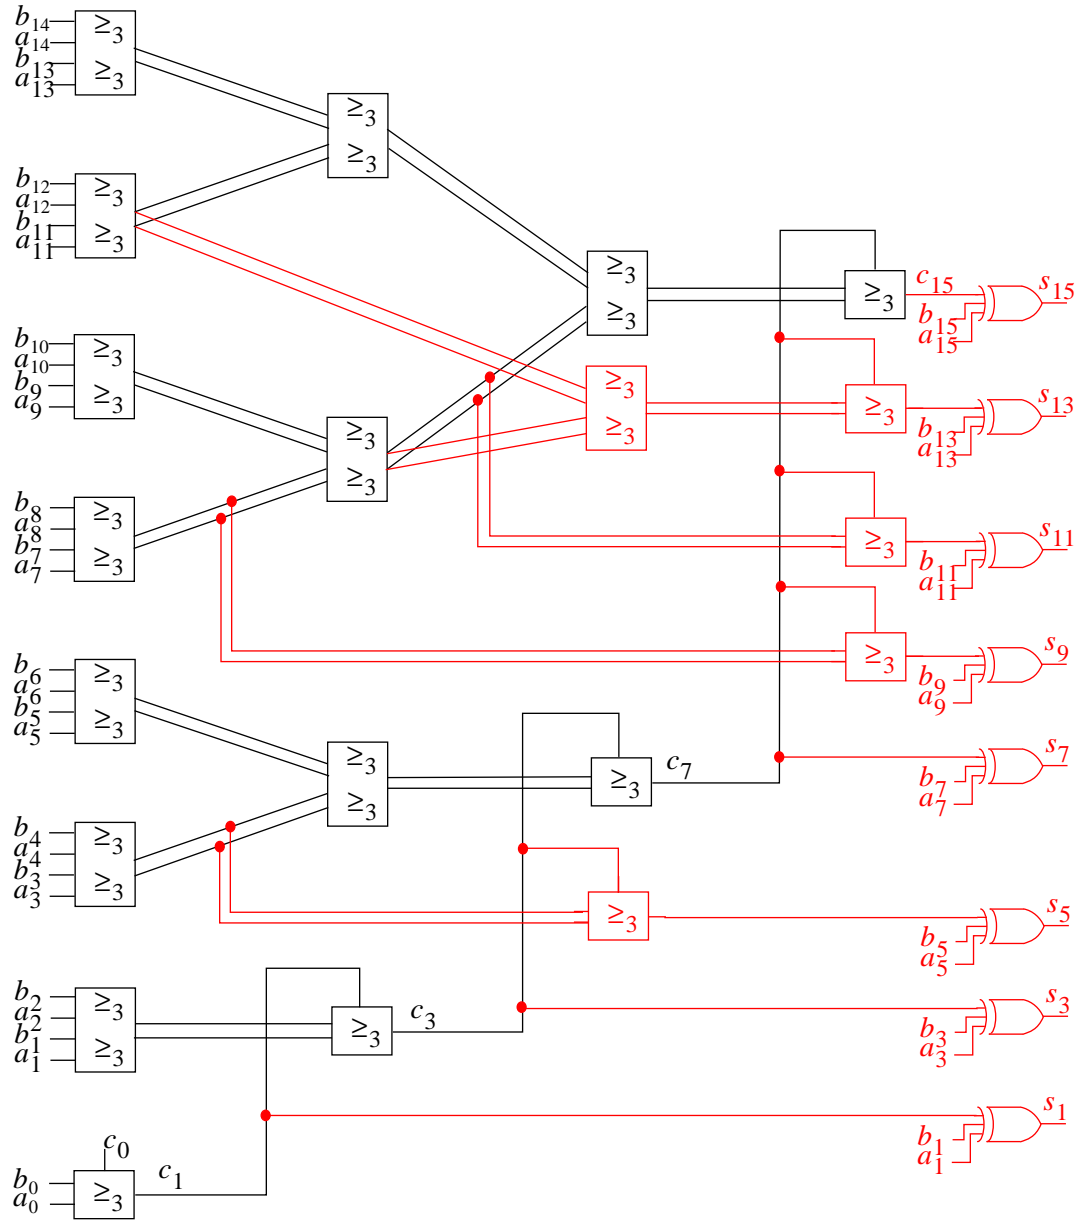 b14
a14
b13
a13
≥3
≥3
≥3
≥3
b12
a12
b11
a11
≥3
≥3
≥3
≥3
≥3
c15
b15
a15
s15
b10
a10
b9
a9
≥3
≥3
≥3
≥3
≥3
b13
a13
s13
≥3
≥3
b8
a8
b7
a7
≥3
≥3
≥3
b11
a11
s11
≥3
b9
a9
s9
b6
a6
b5
a5
≥3
≥3
≥3
≥3
≥3
c7
b7
a7
s7
b4
a4
b3
a3
≥3
≥3
≥3
b5
a5
s5
b2
a2
b1
a1
≥3
≥3
≥3
c3
b3
a3
s3
c0
b0
a0
≥3
c1
b1
a1
s1